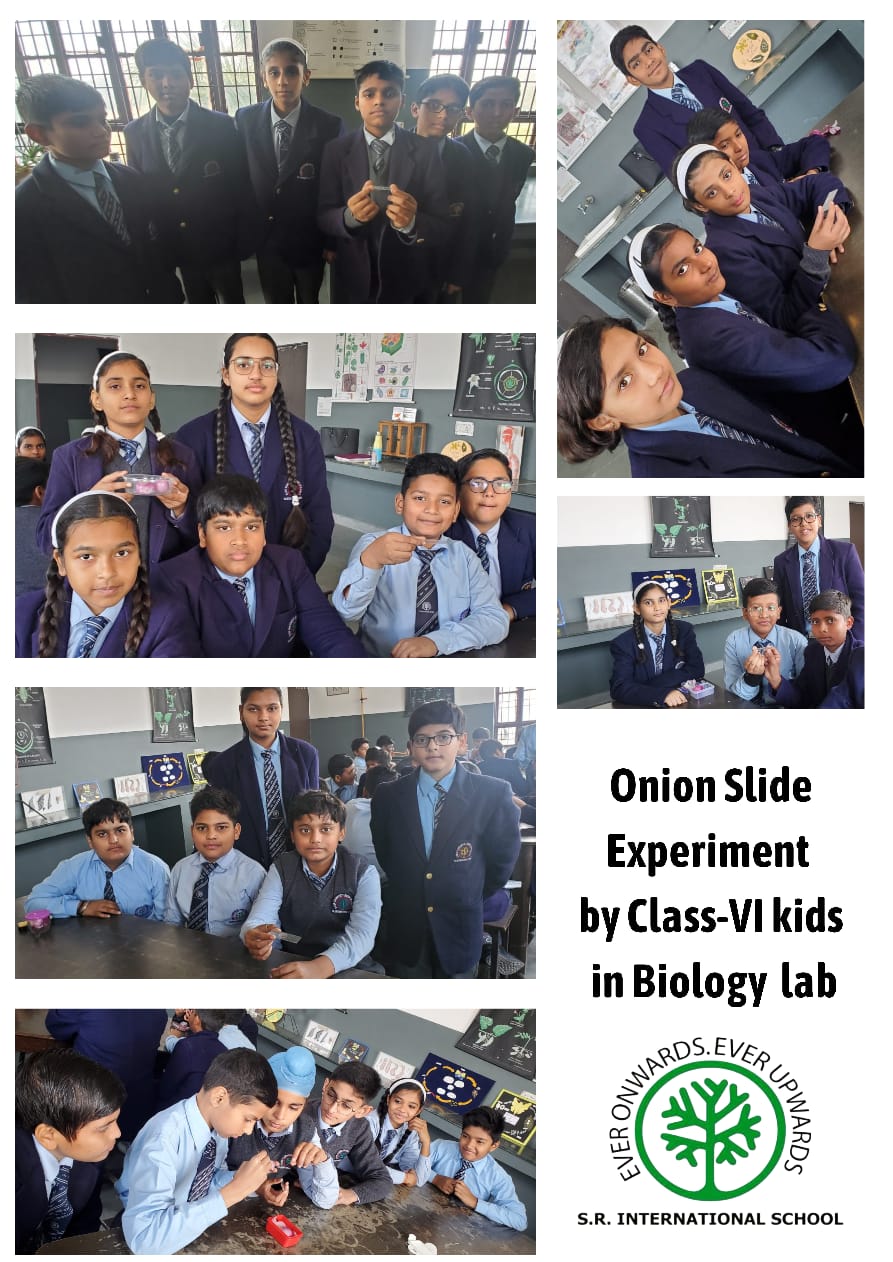 Onion Slide
Experiment
by Class-VI kids
in Biology lab
EVER ONWARDS.EVER UPWARDS
S.R. INTERNATIONAL SCHOOL